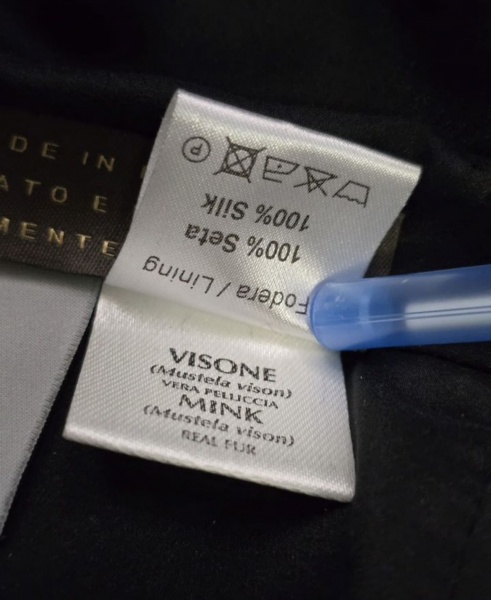 DE IN
ATO E
MENTE
P
100% Silk
100% Seta
Fodera / Lining
VISONE
(Mustela vison)
VERA PELLICCIA
MINK
(Mustela vison)
REAL FUR